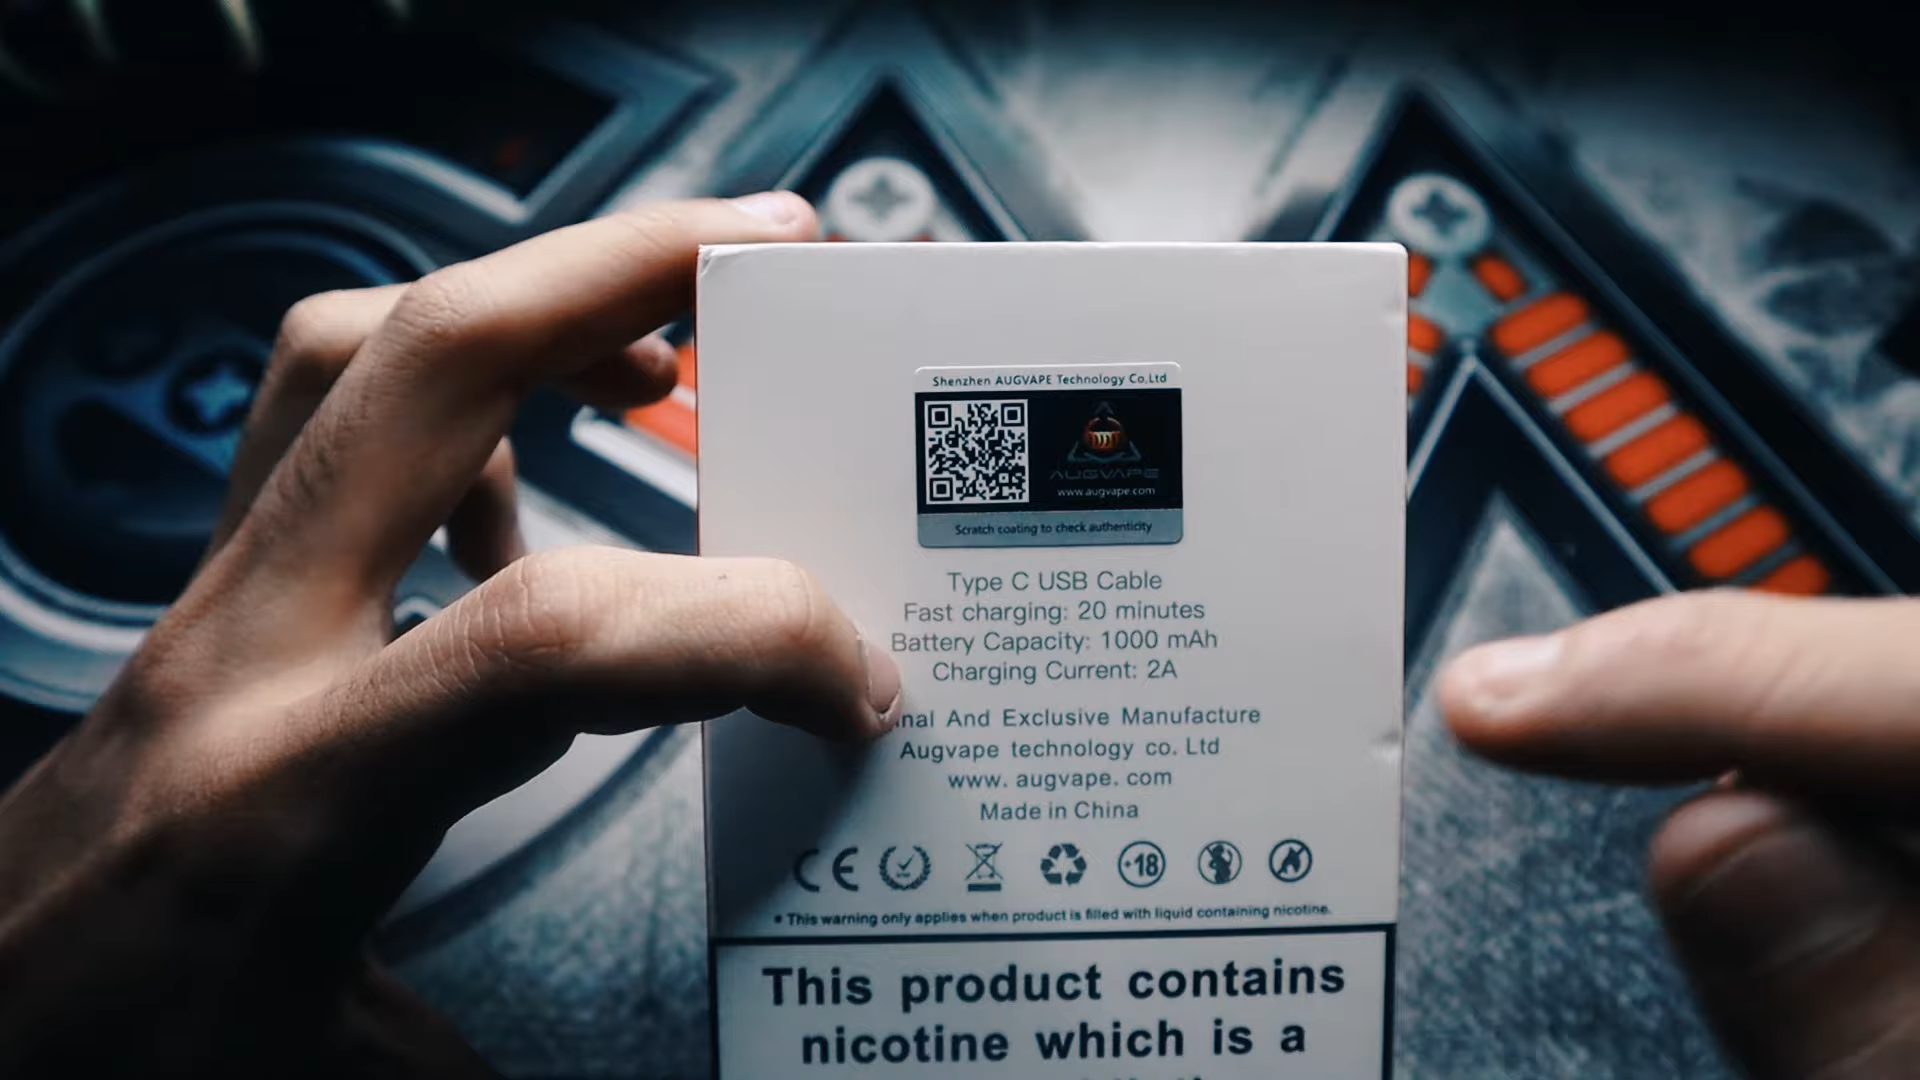 Shenzhen AUGVAPE Technology Co.Ltd
AUGVAPE
www.augvape.com
Scratch coating to check authenticity
Type C USB Cable
Fast charging: 20 minutes
Battery Capacity: 1000 mAh
Charging Current: 2A
And Exclusive Manufacture
Augvape technology co. Ltd
www. augvape. com
Made in China
CE
-18
* This warning only applies when product is filled with liquid containing nicotine.
This product contains
nicotine which is a